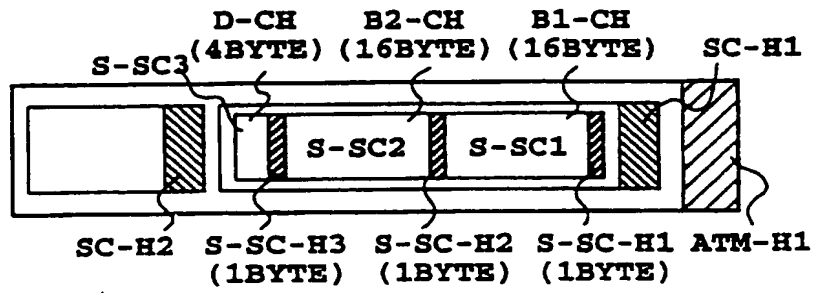 D-CH B2-CH B1-CH
(4BYTE) (16BYTE) (16BYTE) SC-H1
S-SC3
S-SC2 S-SC1
SC-H2 S-SC-H3 S-SC-H2 S-SC-H1 ATM-H1
(1BYTE) (1BYTE) (1BYTE)